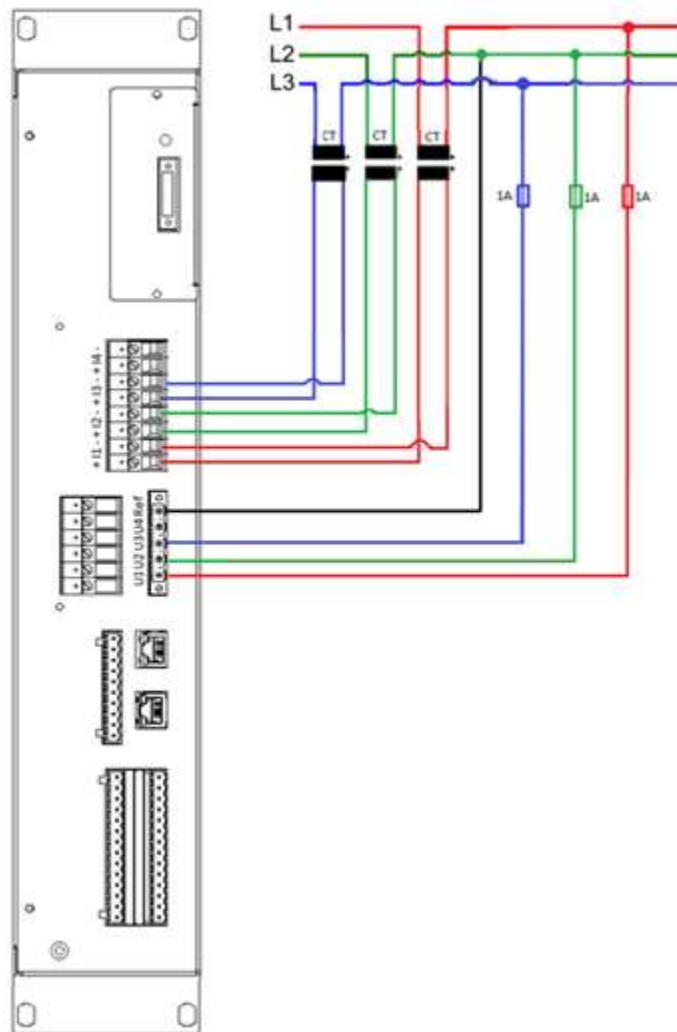 L1
L2
L3
CT CT CT
1A 1A 1A
+ I1 - + I2 - + I3 - + I4 -
U1 U2 U3 U4 Ref